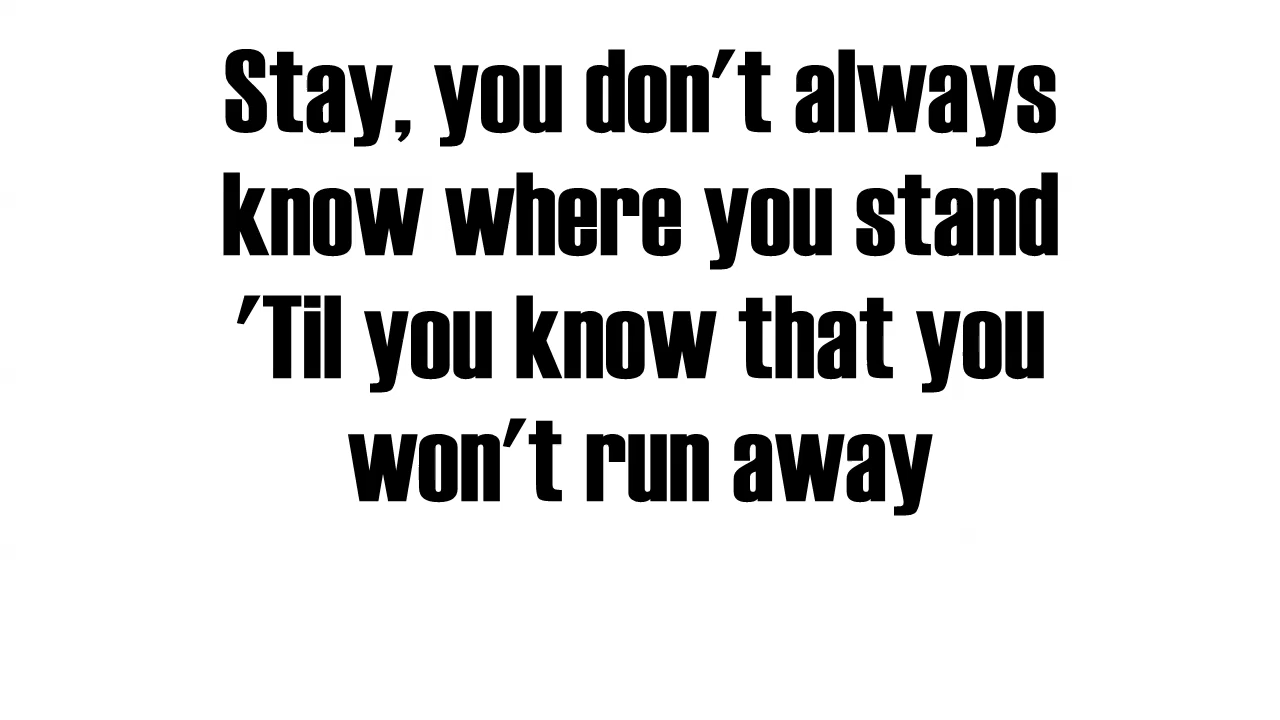 Stay, you don't always
know where you stand
'Til you know that you
won't run away